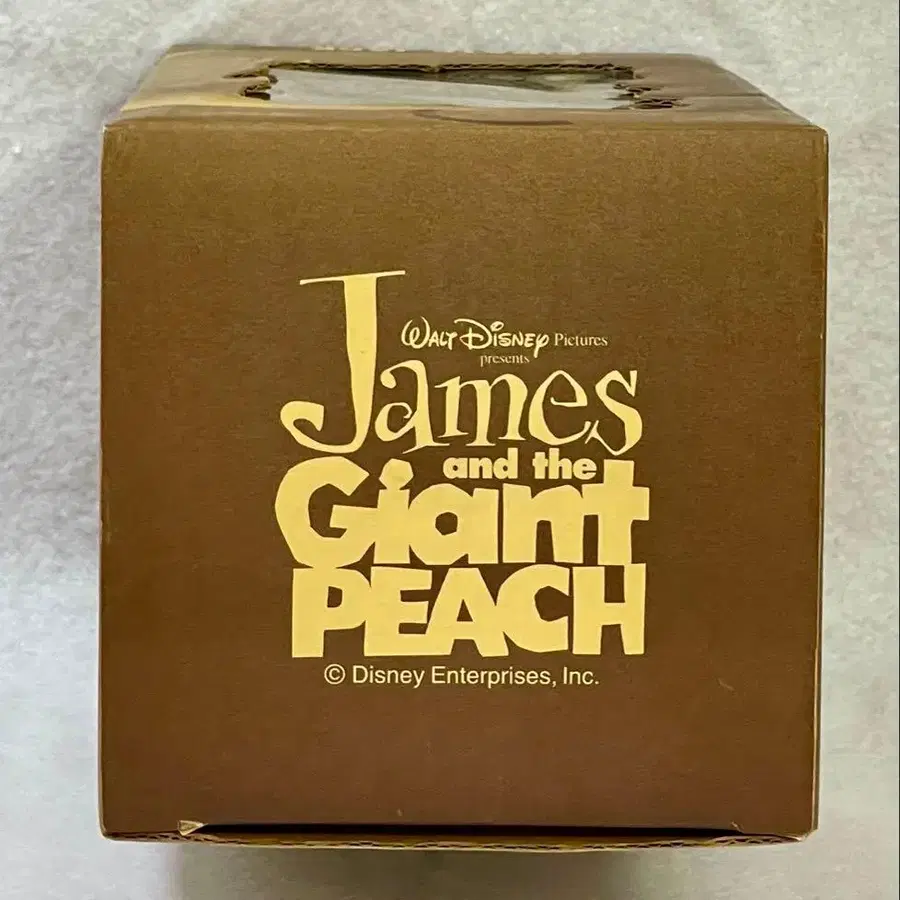 WALT DISNEY Pictures
presents
James
and the
Giant
PEACH
© Disney Enterprises, Inc.